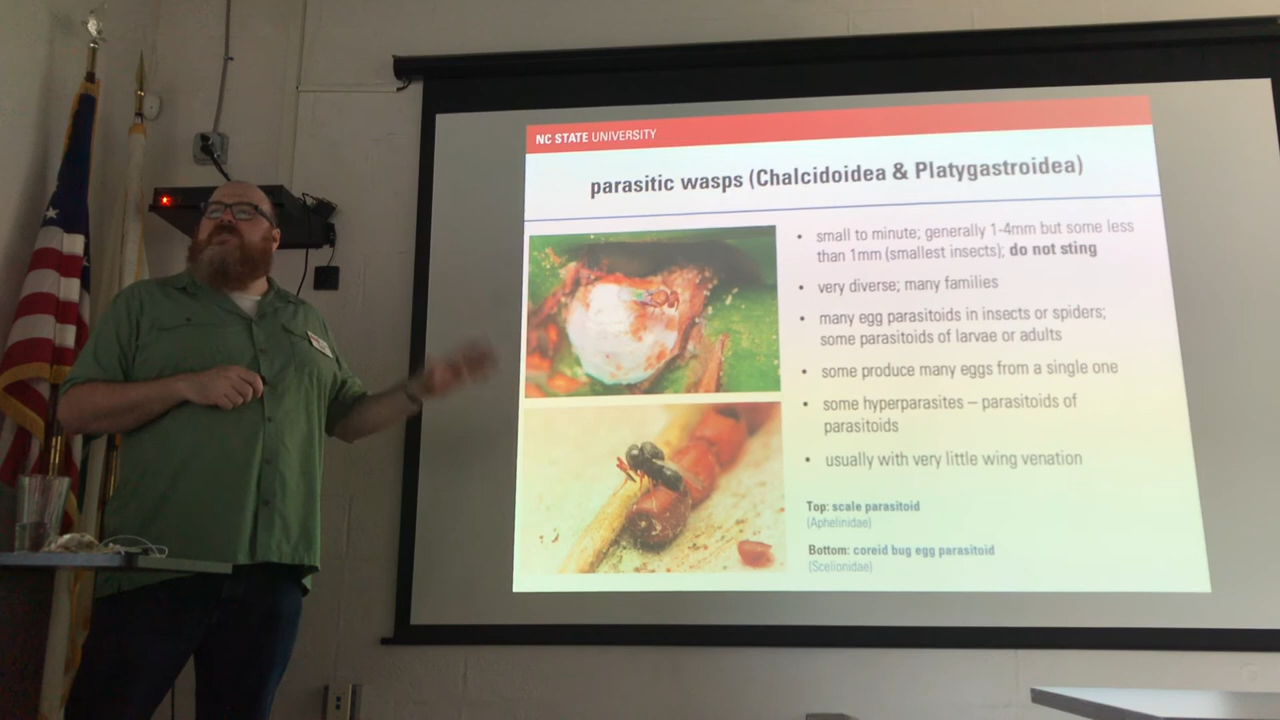 NC STATE UNIVERSITY
parasitic wasps (Chalcidoidea & Platygastroidea)
• small to minute; generally 1-4mm but some less
than 1mm (smallest insects); do not sting
• very diverse; many families
• many egg parasitoids in insects or spiders;
some parasitoids of larvae or adults
• some produce many eggs from a single one
• some hyperparasites – parasitoids of
parasitoids
• usually with very little wing venation
Top: scale parasitoid
(Aphelinidae)
Bottom: coreid bug egg parasitoid
(Scelionidae)